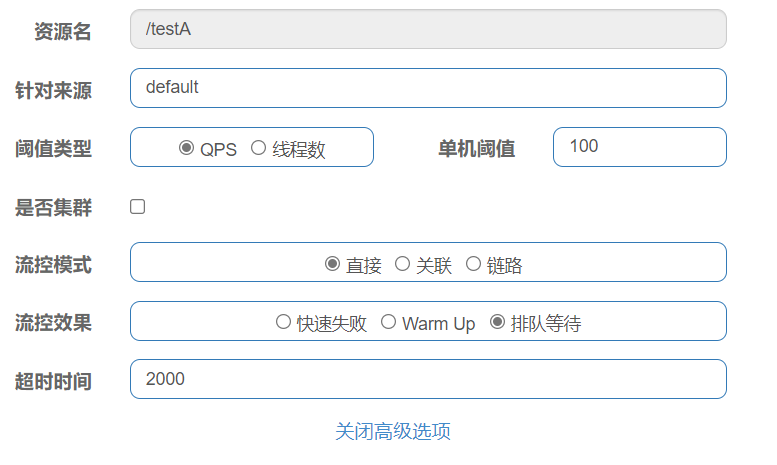 资源名 /testA
针对来源 default
阈值类型 QPS 线程数 单机阈值 100
是否集群
流控模式 直接 关联 链路
流控效果 快速失败 Warm Up 排队等待
超时时间 2000
关闭高级选项